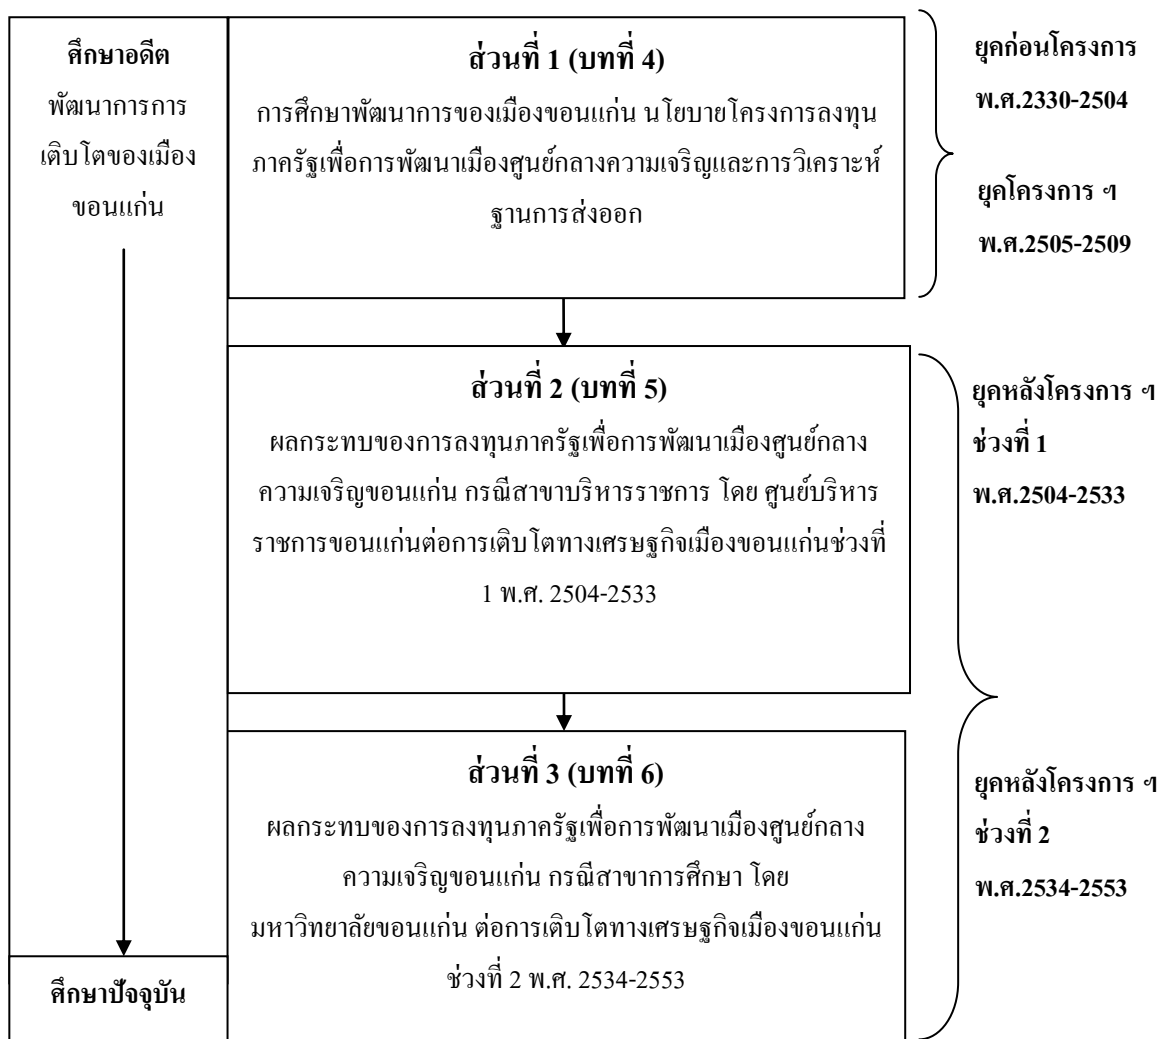 ศึกษาอดีต
พัฒนาการการ
เติบโตของเมือง
ขอนแก่น
ส่วนที่ 1 (บทที่ 4)
การศึกษาพัฒนาการของเมืองขอนแก่น นโยบายโครงการลงทุน
ภาครัฐเพื่อการพัฒนาเมืองศูนย์กลางความเจริญและการวิเคราะห์
ฐานการส่งออก
ยุคก่อนโครงการ
พ.ศ.2330-2504
ยุคโครงการ ฯ
พ.ศ.2505-2509
ส่วนที่ 2 (บทที่ 5)
ผลกระทบของการลงทุนภาครัฐเพื่อการพัฒนาเมืองศูนย์กลาง
ความเจริญขอนแก่น กรณีสาขาบริหารราชการ โดย ศูนย์บริหาร
ราชการขอนแก่นต่อการเติบโตทางเศรษฐกิจเมืองขอนแก่นช่วงที่
1 พ.ศ. 2504-2533
ยุคหลังโครงการ ฯ
ช่วงที่ 1
พ.ศ.2504-2533
ส่วนที่ 3 (บทที่ 6)
ผลกระทบของการลงทุนภาครัฐเพื่อการพัฒนาเมืองศูนย์กลาง
ความเจริญขอนแก่น กรณีสาขาการศึกษา โดย
มหาวิทยาลัยขอนแก่น ต่อการเติบโตทางเศรษฐกิจเมืองขอนแก่น
ช่วงที่ 2 พ.ศ. 2534-2553
ยุคหลังโครงการ ฯ
ช่วงที่ 2
พ.ศ.2534-2553
ศึกษาปัจจุบัน